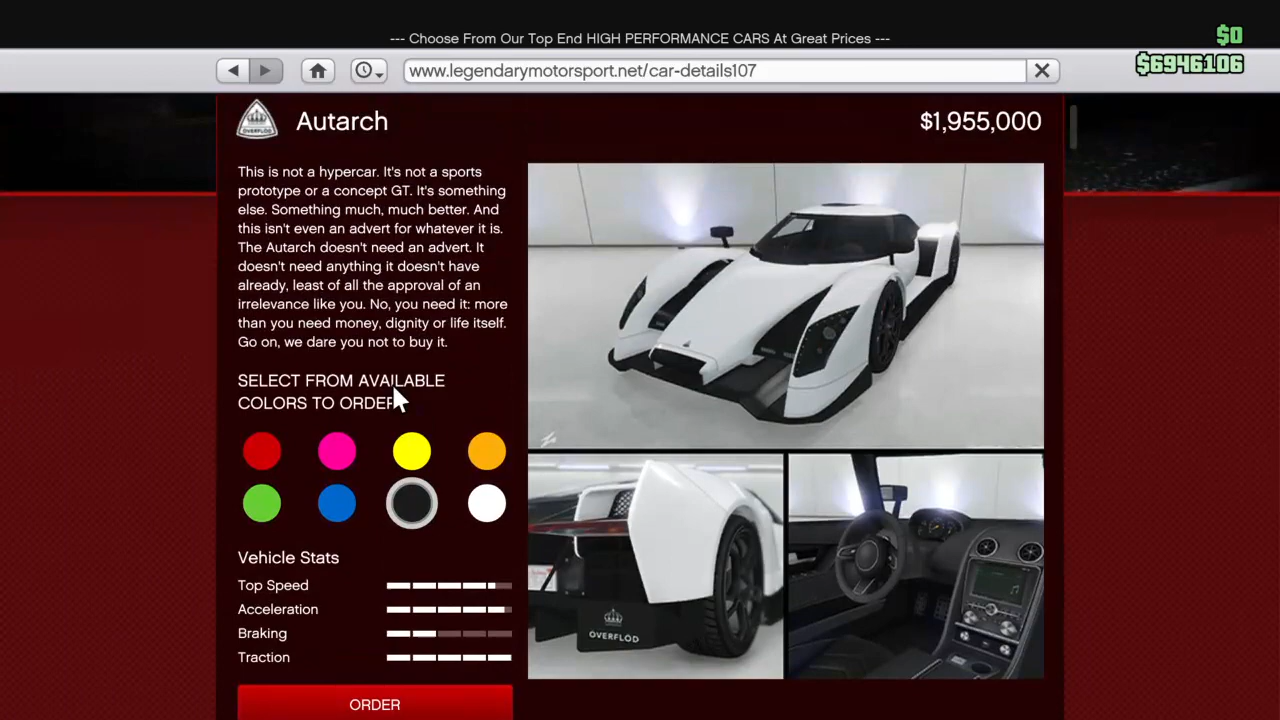 --- Choose From Our Top End HIGH PERFORMANCE CARS At Great Prices ---
$0
$6946106
www.legendarymotorsport.net/car-details107
OVERFLOD
Autarch
$1,955,000
This is not a hypercar. It's not a sports
prototype or a concept GT. It's something
else. Something much, much better. And
this isn't even an advert for whatever it is.
The Autarch doesn't need an advert. It
doesn't need anything it doesn't have
already, least of all the approval of an
irrelevance like you. No, you need it: more
than you need money, dignity or life itself.
Go on, we dare you not to buy it.
SELECT FROM AVAILABLE
COLORS TO ORDER
Vehicle Stats
Top Speed
Acceleration
Braking
Traction
ORDER
OVERFLOD